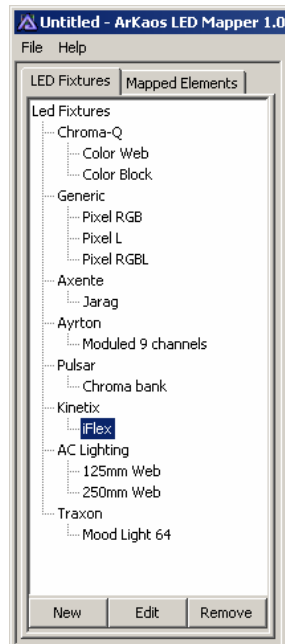 Untitled - ArKaos LED Mapper 1.0
File Help
LED Fixtures Mapped Elements
Led Fixtures
Chroma-Q
Color Web
Color Block
Generic
Pixel RGB
Pixel L
Pixel RGBL
Axente
Jarag
Ayrton
Moduled 9 channels
Pulsar
Chroma bank
Kinetix
iFlex
AC Lighting
125mm Web
250mm Web
Traxon
Mood Light 64
New Edit Remove